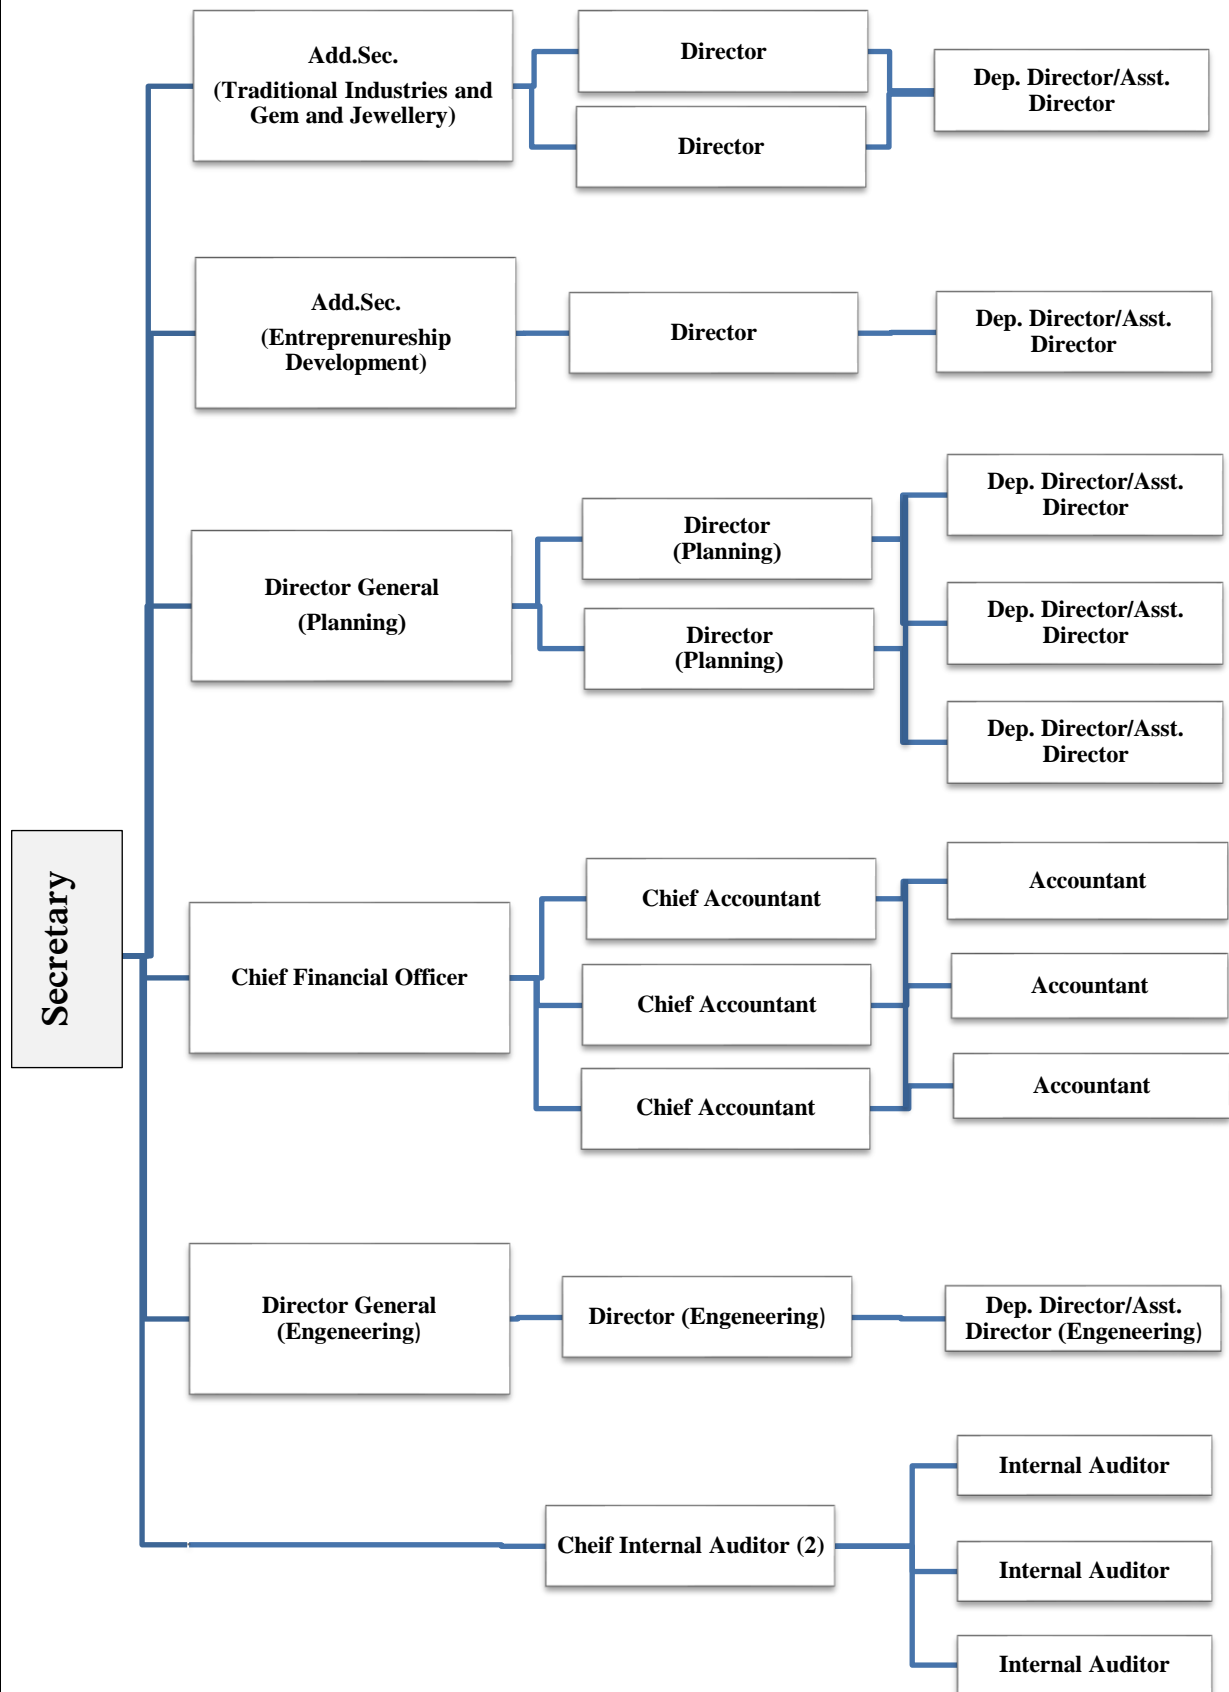 Add.Sec.
(Traditional Industries and
Gem and Jewellery)
Director
Director
Dep. Director/Asst.
Director
Add.Sec.
(Entreprenureship
Development)
Director
Dep. Director/Asst.
Director
Director General
(Planning)
Director
(Planning)
Director
(Planning)
Dep. Director/Asst.
Director
Dep. Director/Asst.
Director
Dep. Director/Asst.
Director
Secretary
Chief Financial Officer
Chief Accountant
Chief Accountant
Chief Accountant
Accountant
Accountant
Accountant
Director General
(Engeneering)
Director (Engeneering)
Dep. Director/Asst.
Director (Engeneering)
Cheif Internal Auditor (2)
Internal Auditor
Internal Auditor
Internal Auditor